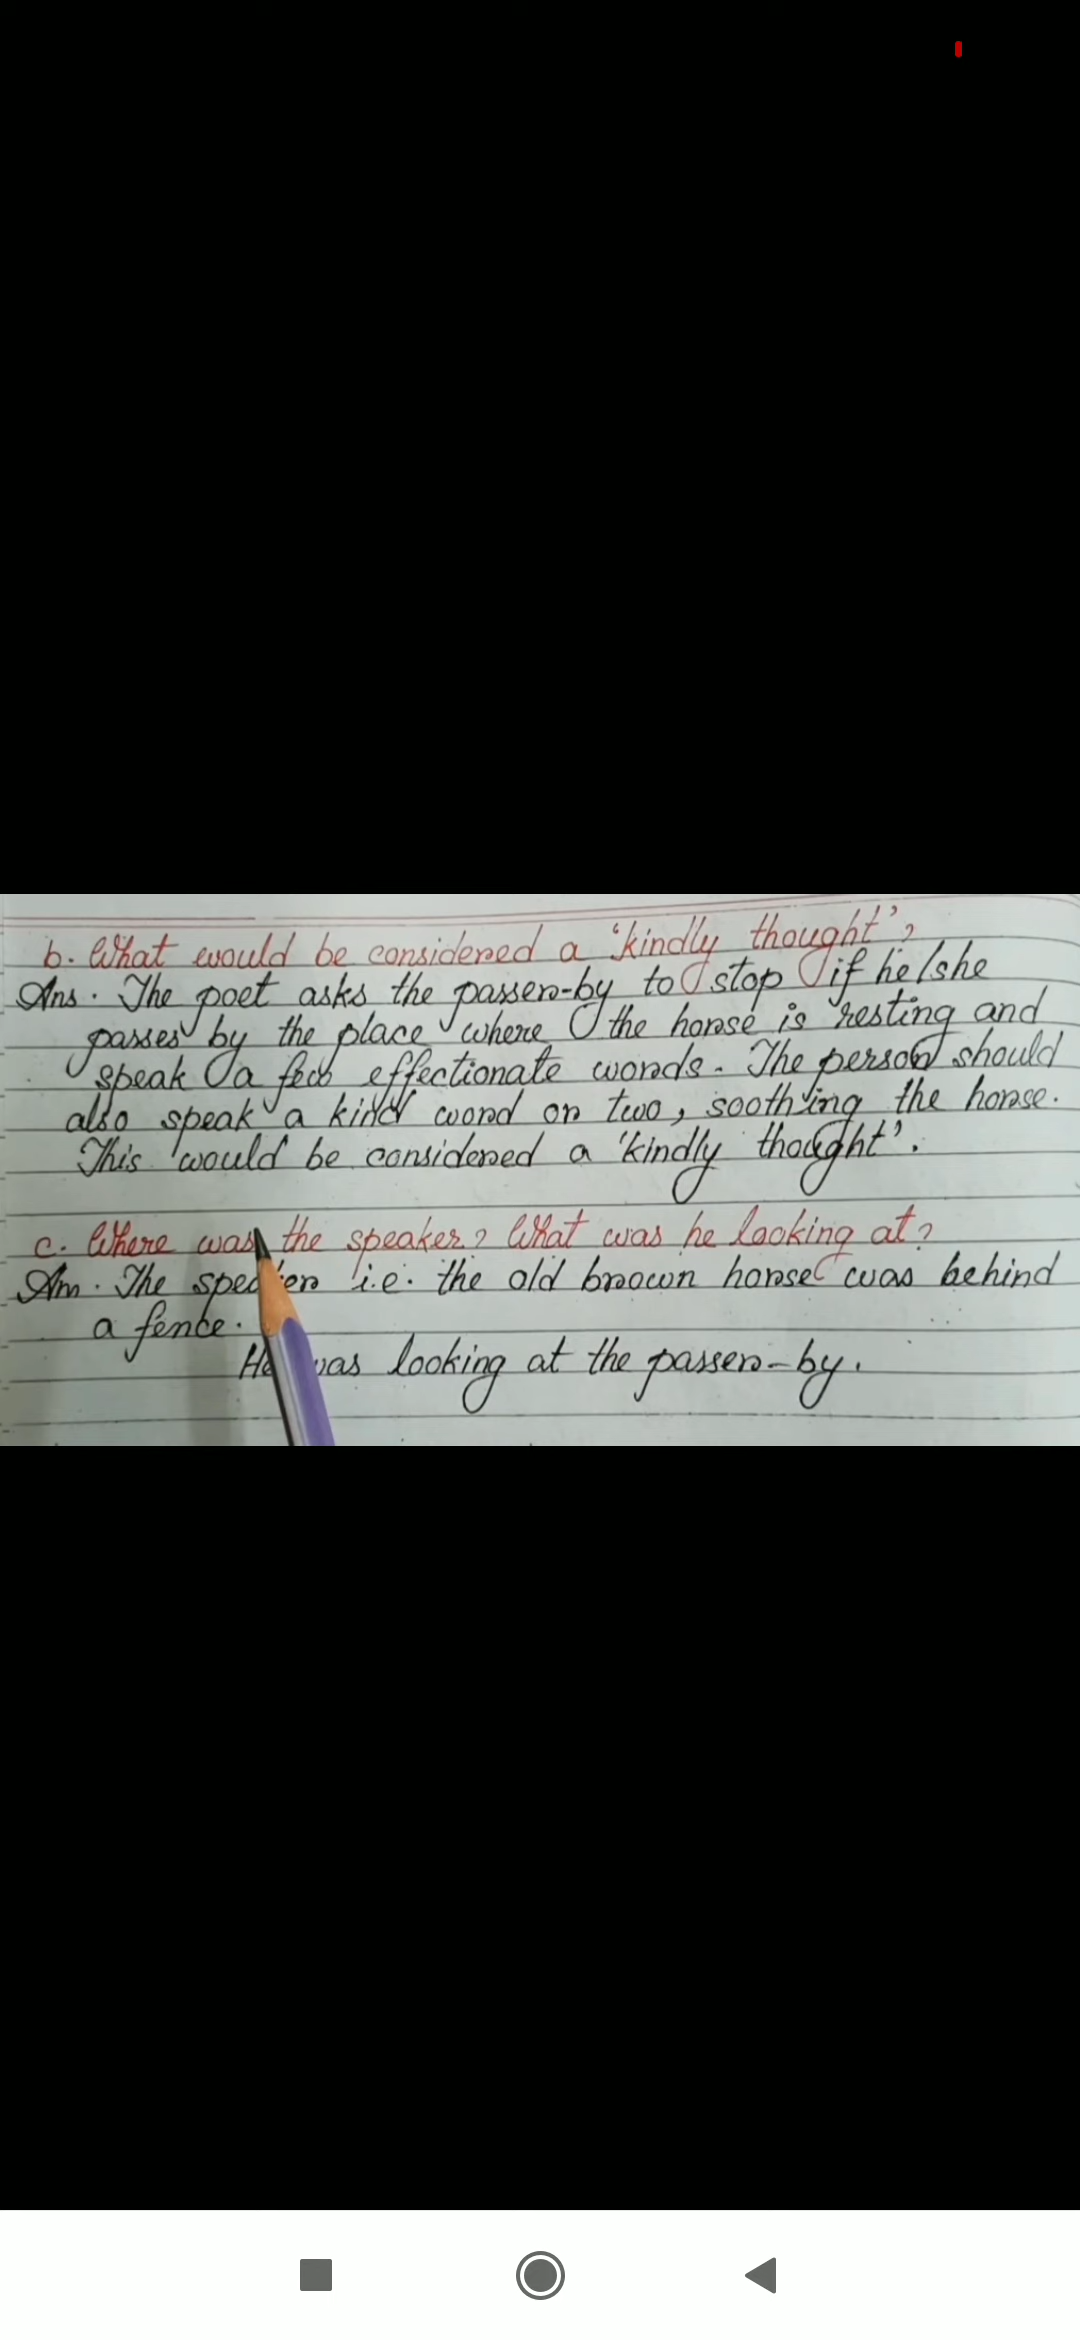 b. What would be considered a 'kindly thought'?
Ans. The poet asks the passer-by to stop if he/she
passes by the place where the horse is resting and
speak a few effectionate words. The person should
also speak a kind word or two, soothing the horse.
This would be considered a 'kindly thought'.
c. Where was the speaker? What was he looking at?
Ans. The speaker i.e. the old brown horse was behind
a fence.
He was looking at the passer-by.